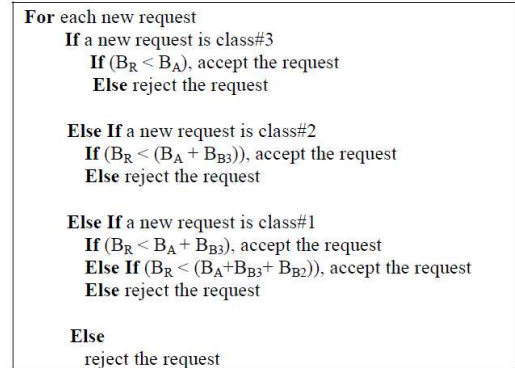 For each new request
If a new request is class#3
If (BR < BA), accept the request
Else reject the request
Else If a new request is class#2
If (BR < (BA + BB3)), accept the request
Else reject the request
Else If a new request is class#1
If (BR < BA + BB3), accept the request
Else If (BR < (BA+BB3+ BB2)), accept the request
Else reject the request
Else
reject the request